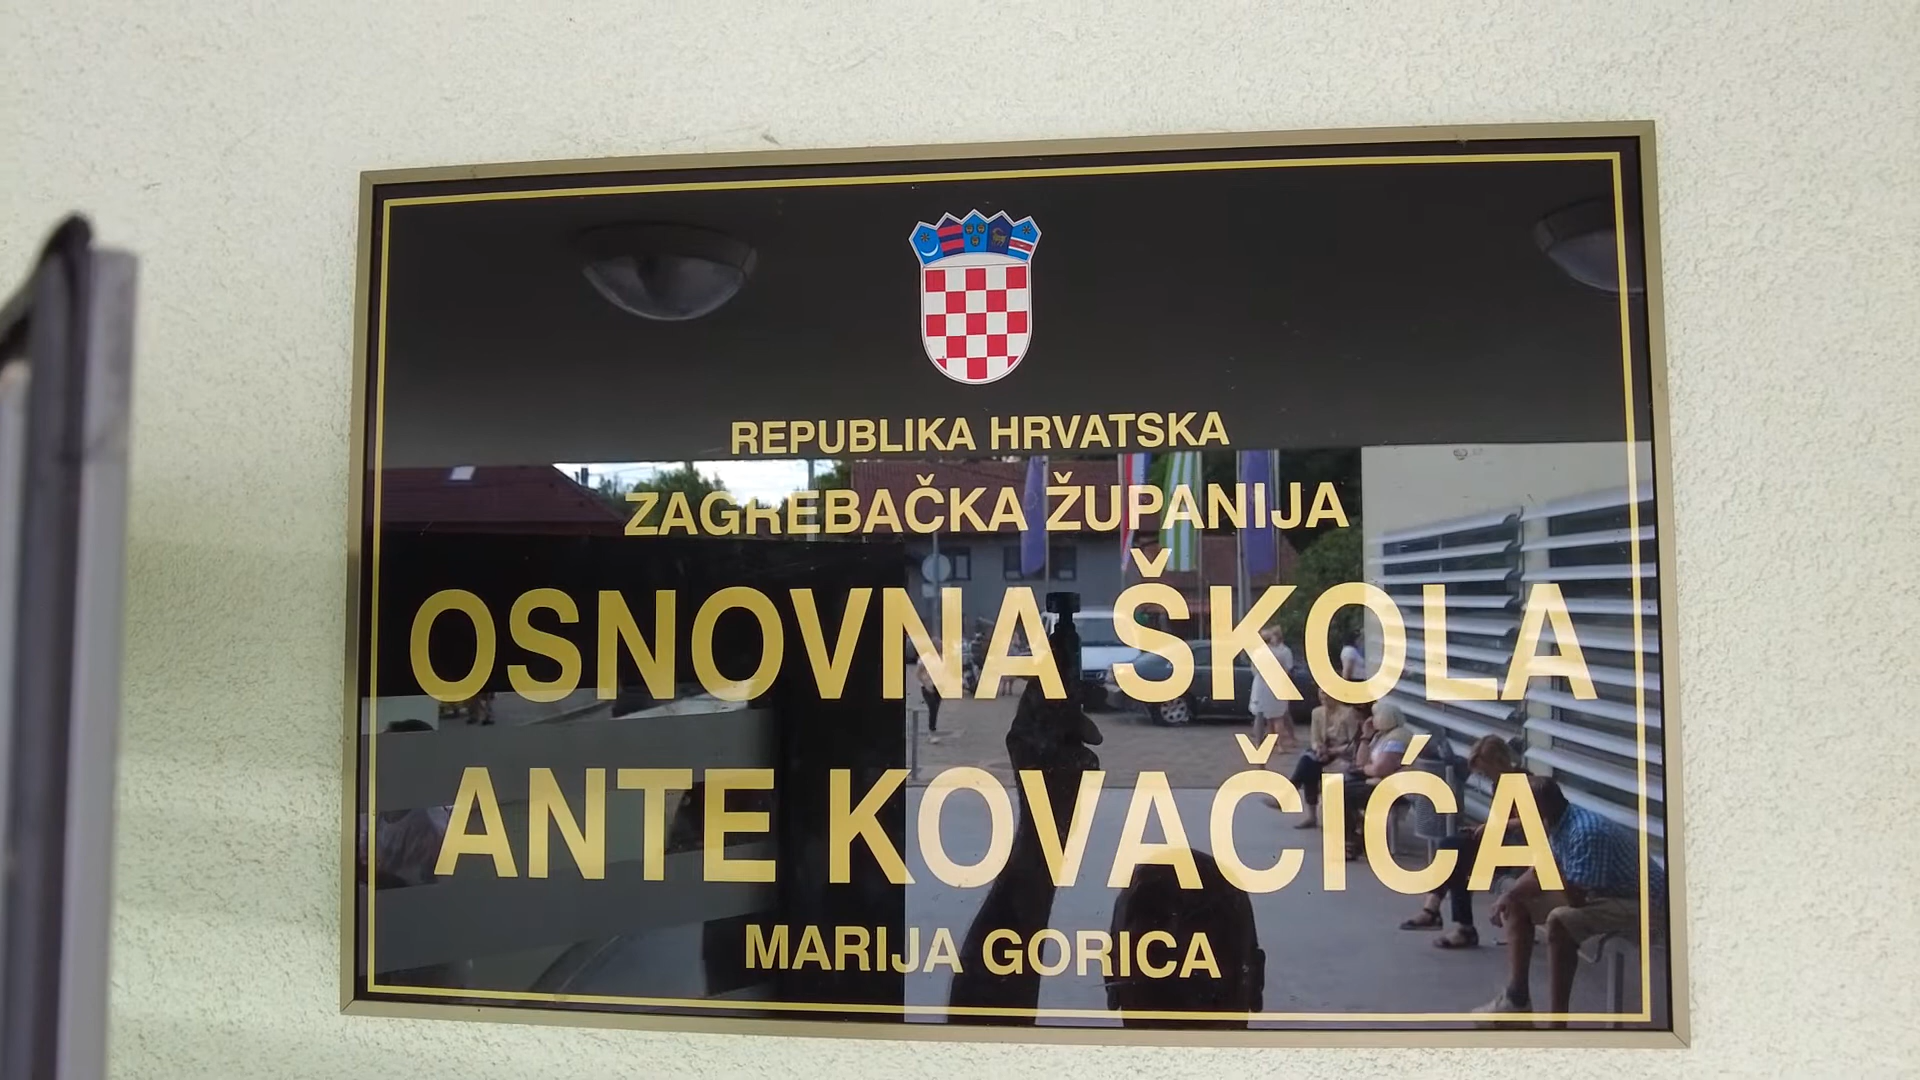 REPUBLIKA HRVATSKA
ZAGREBAČKA ŽUPANIJA
OSNOVNA ŠKOLA
ANTE KOVAČIĆA
MARIJA GORICA